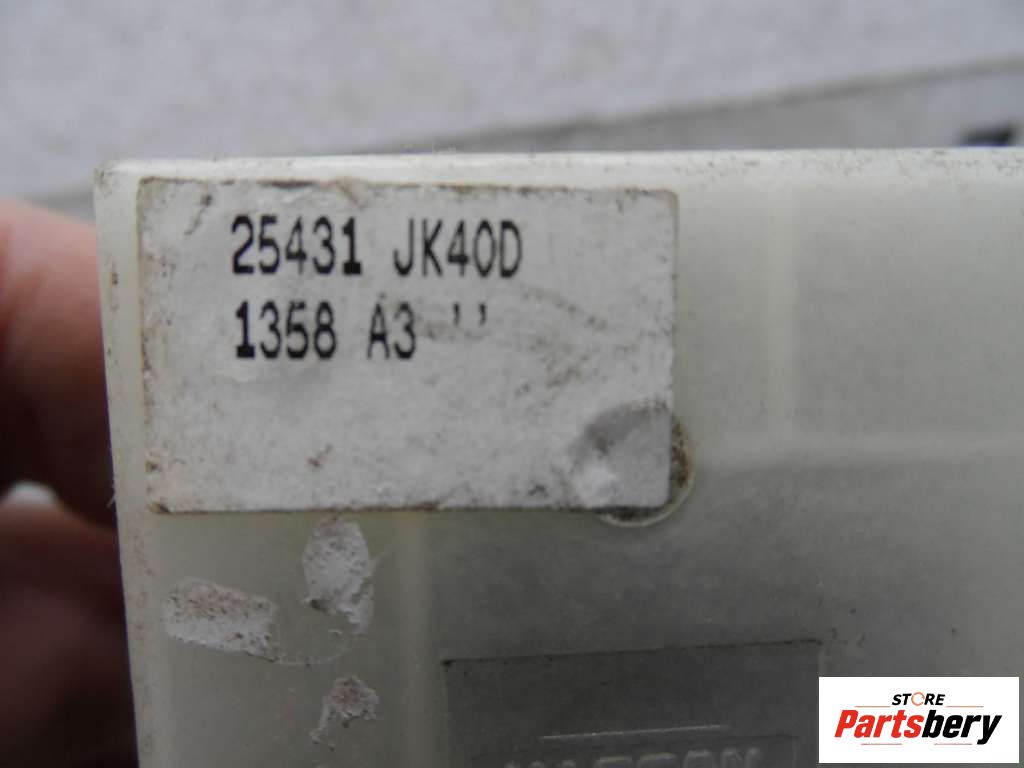 25431 JK40D
1358 A3 ''
STORE
Partsbery